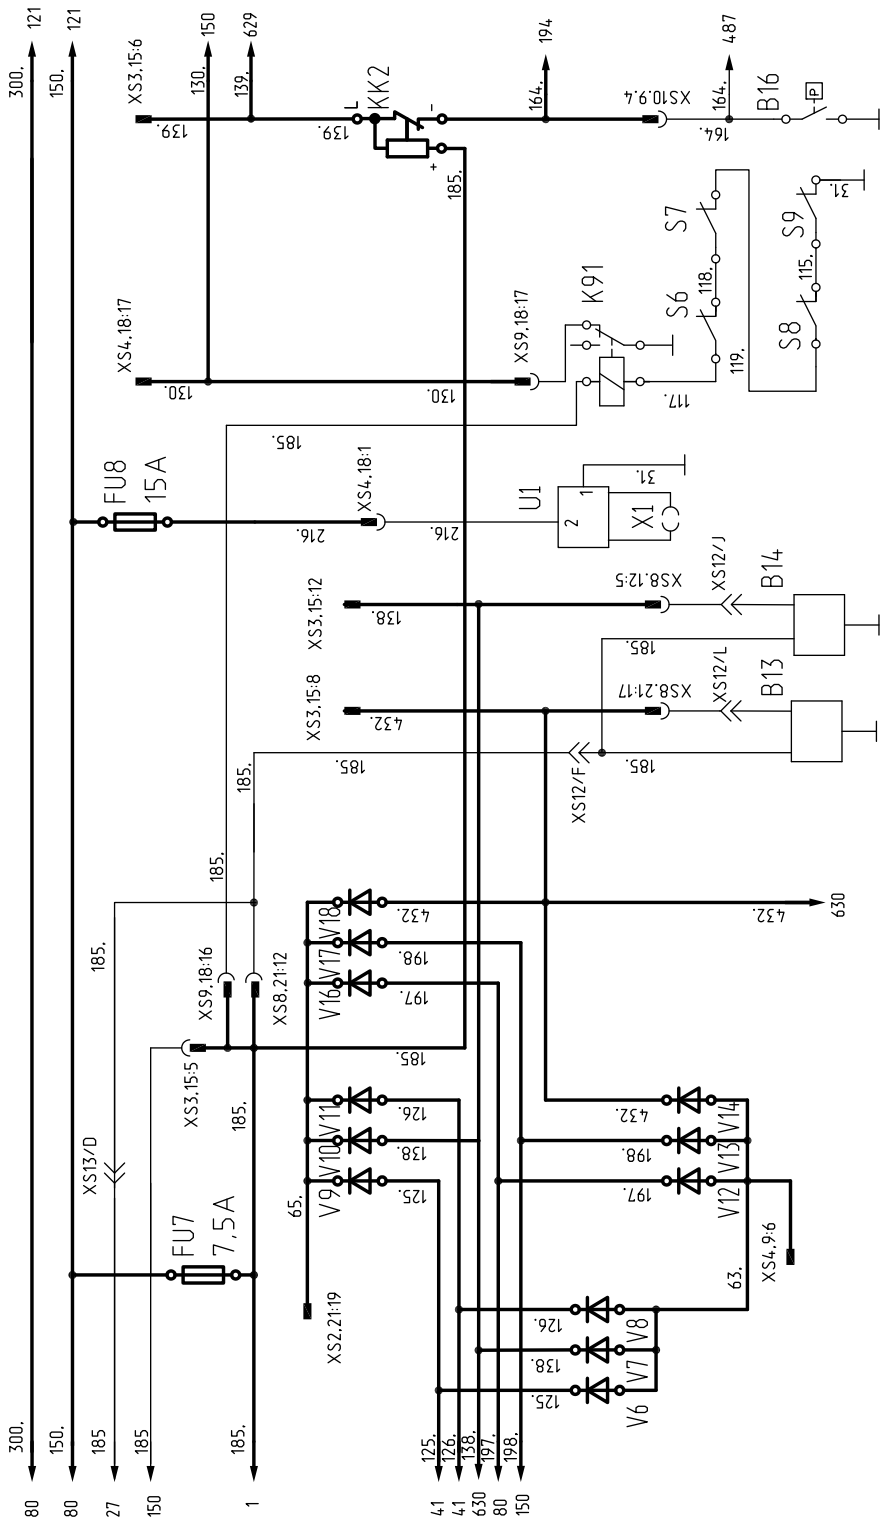 121
300.
121
150.
XS3.15:6
139.
150
130.
629
139.
139.
L
KK2
-
+
185.
194
164.
XS10.9.4
487
164.
164.
B16
P
XS4.18:17
130.
130.
XS9.18:17
K91
117.
S7
118.
S6
119.
S9
31.
115.
S8
185.
FU8
15A
216.
XS4.18:1
216.
U1
2
1
31.
X1
XS3.15:12
138.
XS8.12:5
XS12/J
B14
185.
XS3.15:8
432.
XS8.21:17
XS12/L
B13
185.
185.
XS12/F
185.
185.
185.
XS9.18:16
XS8.21:12
XS3.15:5
185.
185.
V18
432.
V17
198.
V16
197.
432.
630
V11
126.
V10
138.
V9
125.
65.
XS2.21:19
432.
V14
198.
V13
197.
V12
XS4.9:6
63.
XS13/D
FU7
7,5A
126.
V8
138.
V7
125.
V6
300.
80
150.
80
185
27
185
150
185.
1
125.
41
126.
41
138.
630
197.
80
198.
150